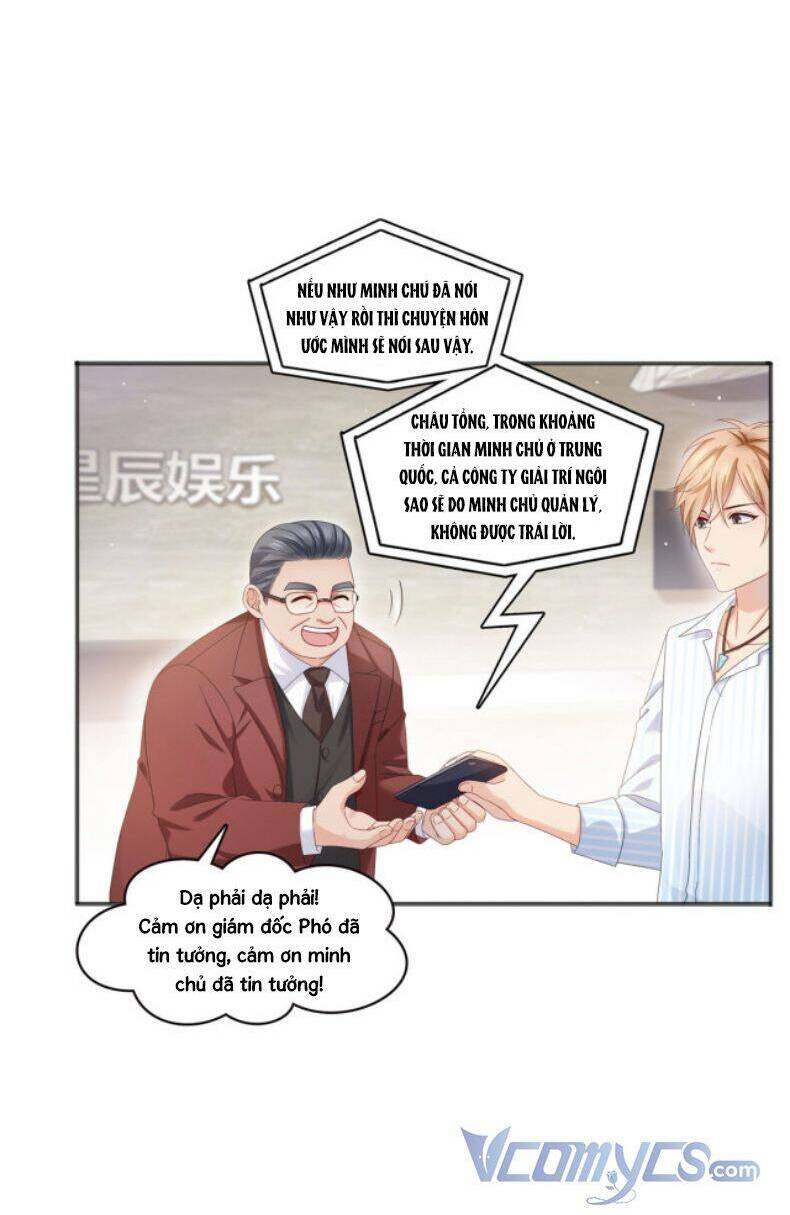 NẾU NHƯ MINH CHÚ ĐÃ NÓI
NHƯ VẬY RỒI THÌ CHUYỆN HÔN
ƯỚC MÌNH SẼ NÓI SAU VẬY.
CHÂU TỔNG, TRONG KHOẢNG
THỜI GIAN MINH CHỦ Ở TRUNG
QUỐC, CẢ CÔNG TY GIẢI TRÍ NGÔI
SAO SẼ DO MINH CHỦ QUẢN LÝ,
KHÔNG ĐƯỢC TRÁI LỜI.
星辰娱乐
Dạ phải dạ phải!
Cảm ơn giám đốc Phó đã
tin tưởng, cảm ơn minh
chủ đã tin tưởng!
VCOMYCS.com